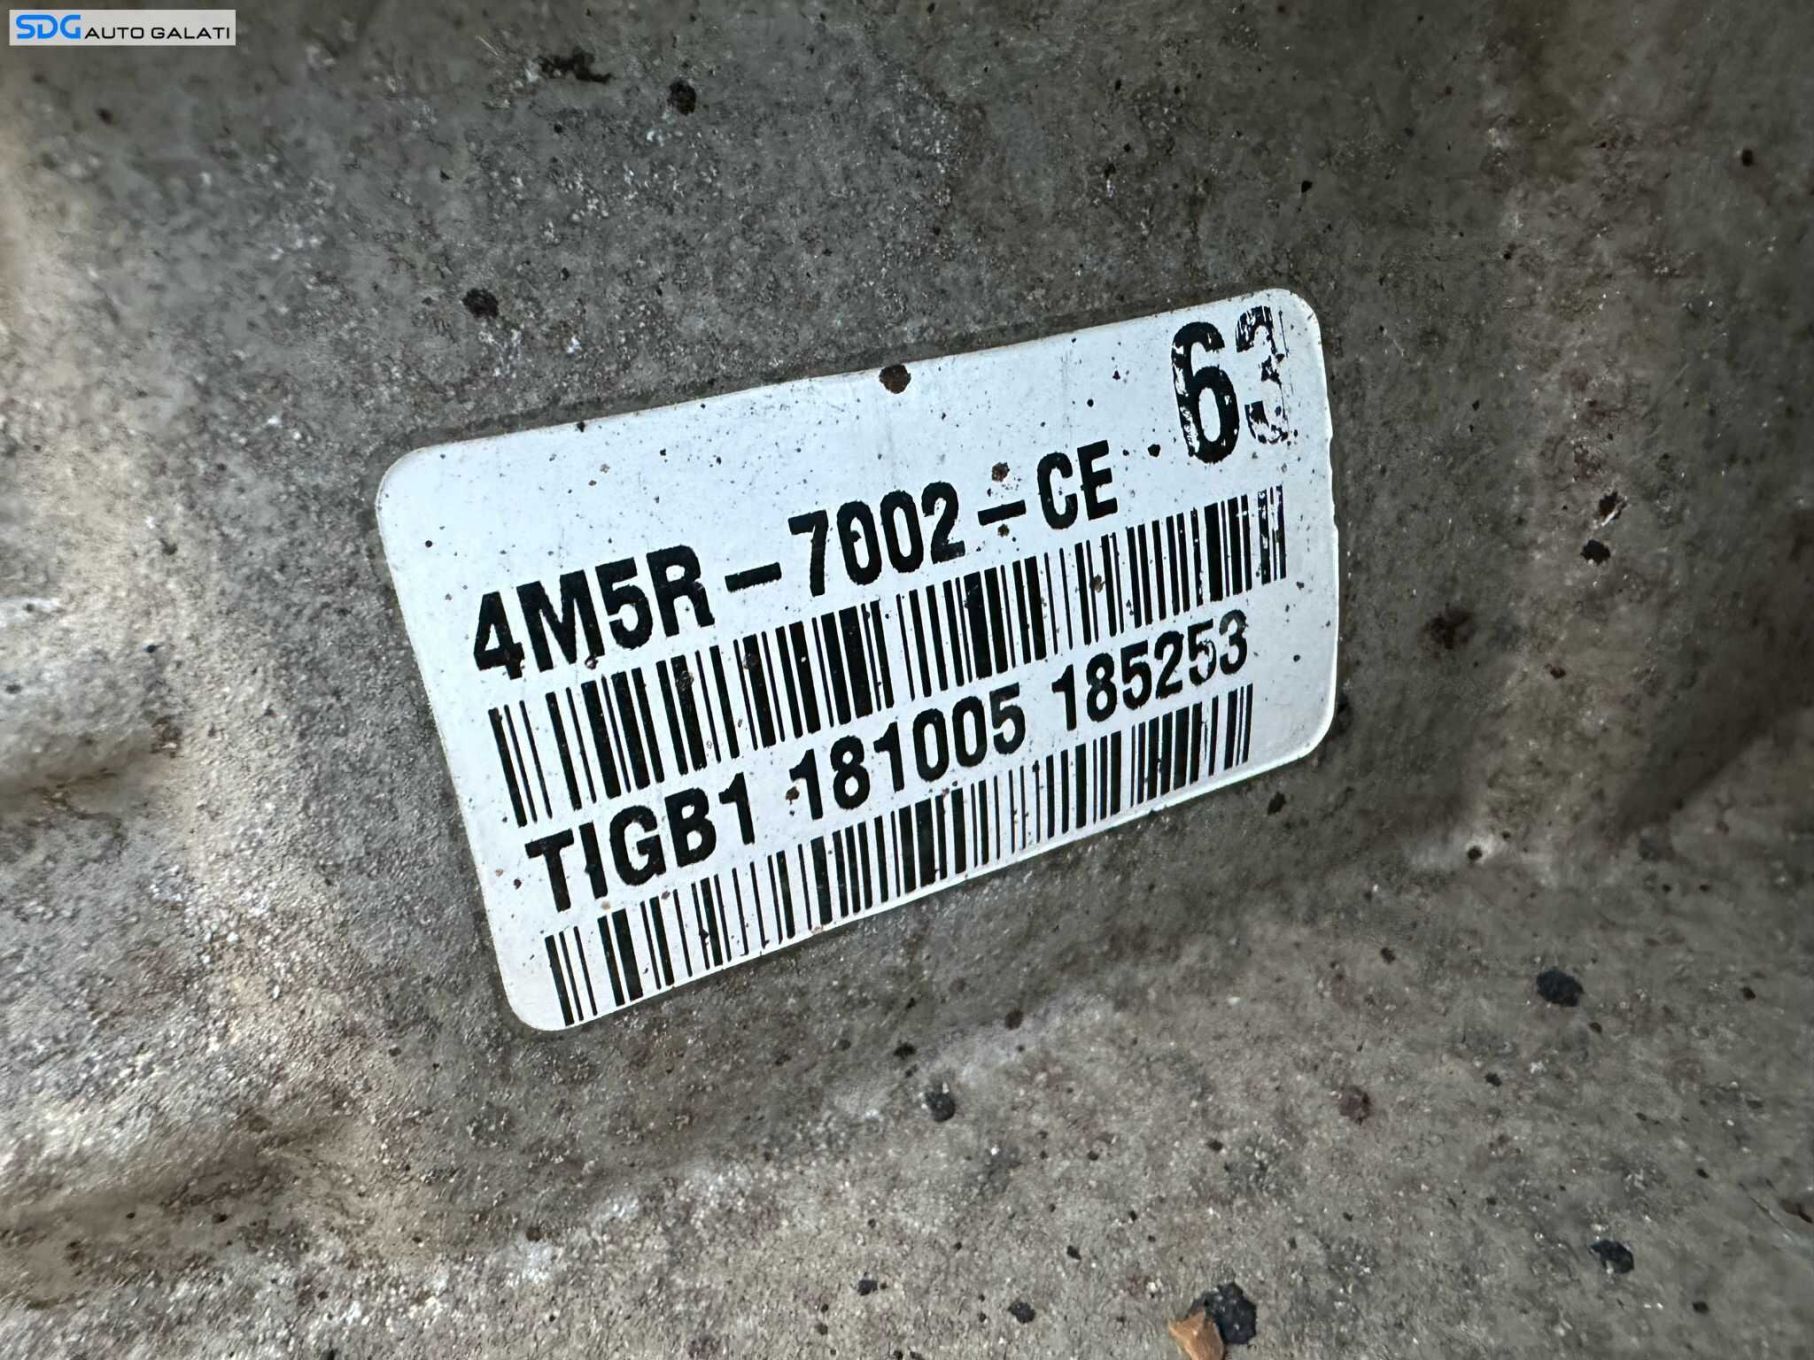 SDG AUTO GALATI
63
4M5R-7002-CE
TIGB1 181005 185253